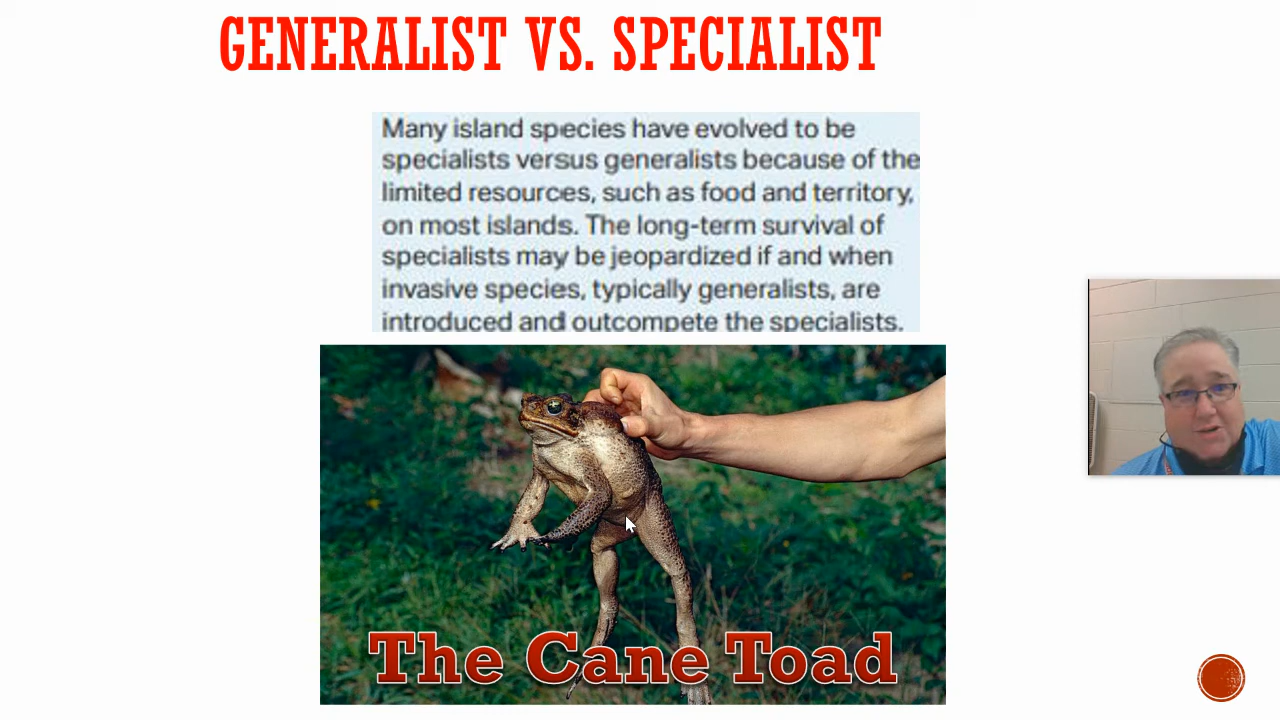 GENERALIST VS. SPECIALIST
Many island species have evolved to be
specialists versus generalists because of the
limited resources, such as food and territory,
on most islands. The long-term survival of
specialists may be jeopardized if and when
invasive species, typically generalists, are
introduced and outcompete the specialists.
The Cane Toad